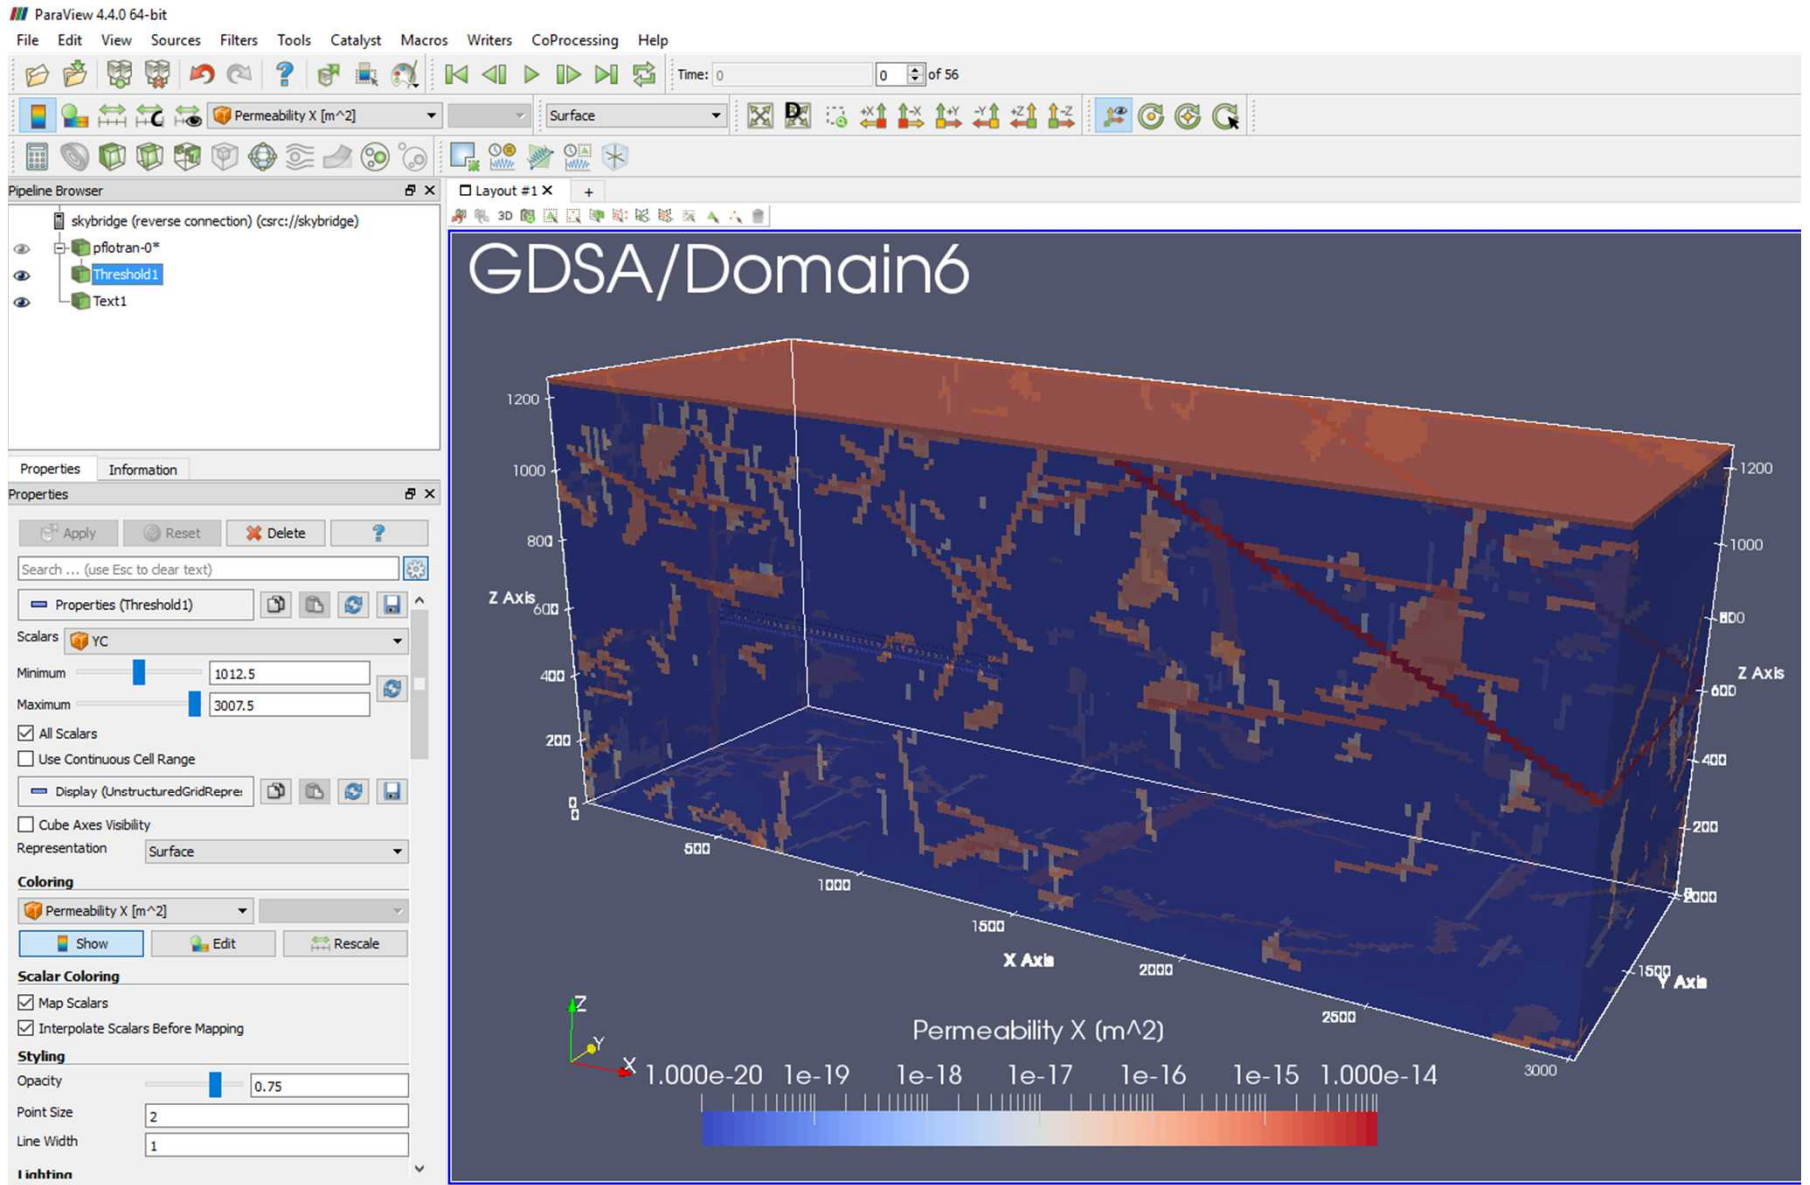 ParaView 4.4.0 64-bit
File Edit View Sources Filters Tools Catalyst Macros Writers CoProcessing Help
Time: 0 0 of 56
Permeability X [m^2] Surface
Pipeline Browser
Layout #1 +
3D
skybridge (reverse connection) (csrc://skybridge)
pflotran-0*
Threshold1
Text1
Properties Information
Properties
Apply Reset Delete ?
Search ... (use Esc to clear text)
Properties (Threshold1)
Scalars YC
Minimum 1012.5
Maximum 3007.5
All Scalars
Use Continuous Cell Range
Display (UnstructuredGridRepre:
Cube Axes Visibility
Representation Surface
Coloring
Permeability X [m^2]
Show Edit Rescale
Scalar Coloring
Map Scalars
Interpolate Scalars Before Mapping
Styling
Opacity 0.75
Point Size 2
Line Width 1
Lighting
GDSA/Domain6
1200
1000
800
Z Axis
600
400
200
0
0
500
1000
1500
X Axis
2000
2500
3000
1200
1000
Z Axis
600
400
200
1500
Y Axis
Z
Y
X
Permeability X (m^2)
1.000e-20 1e-19 1e-18 1e-17 1e-16 1e-15 1.000e-14